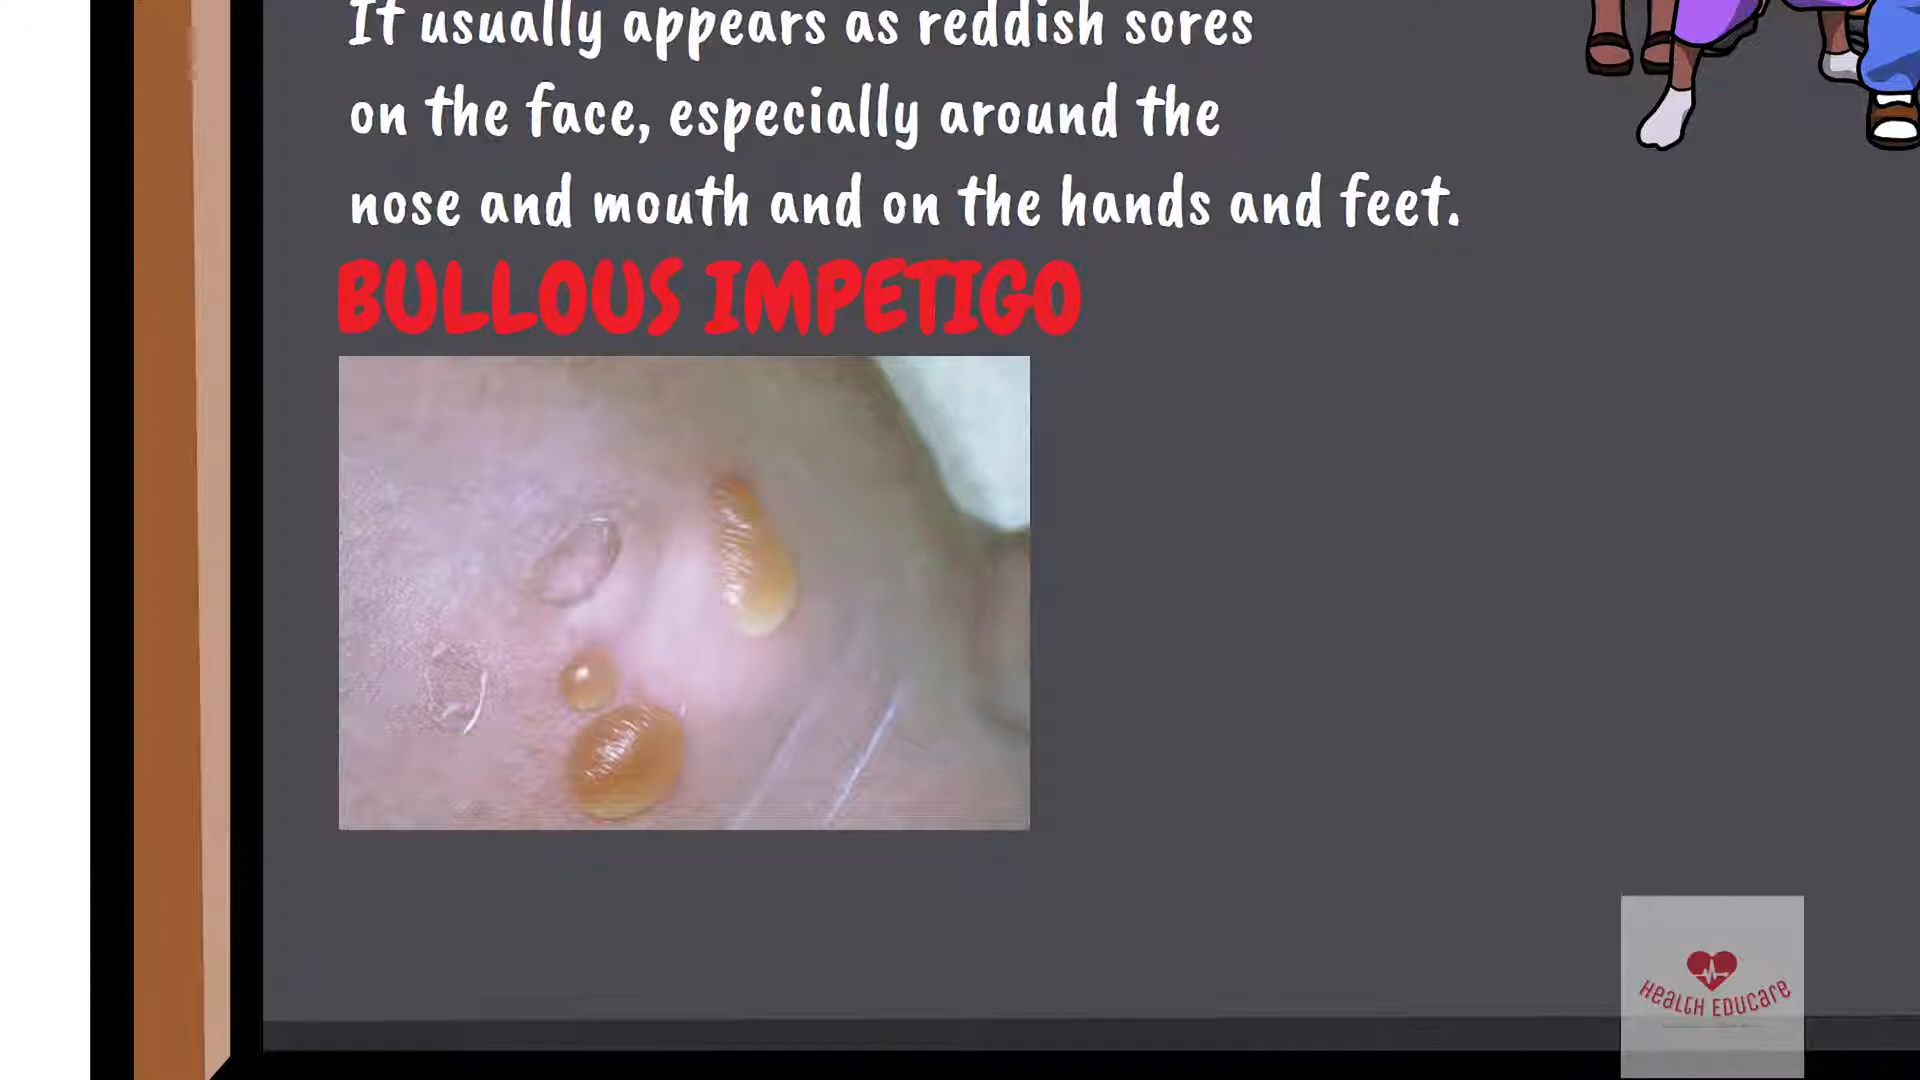 It usually appears as reddish sores
on the face, especially around the
nose and mouth and on the hands and feet.
BULLOUS IMPETIGO
HEALTH EDUCARE